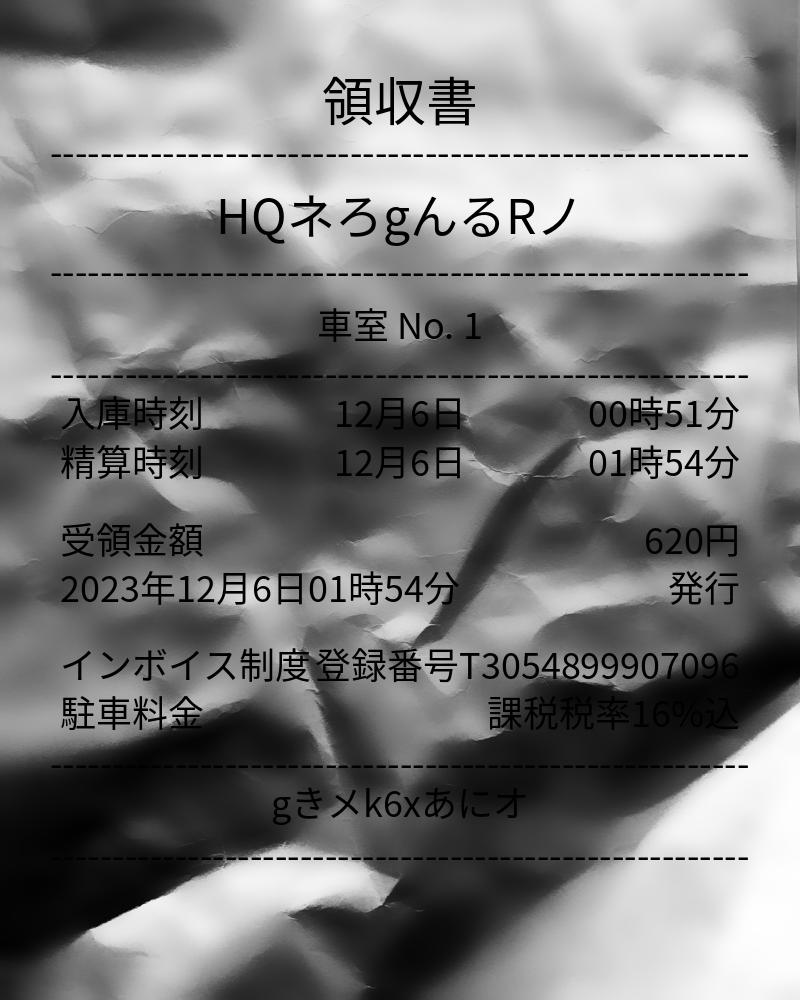 領収書
HQネろgんるRノ
車室 No. 1
入庫時刻 12月6日 00時51分
精算時刻 12月6日 01時54分
受領金額 620円
2023年12月6日01時54分 発行
インボイス制度 登録番号T3054899907096
駐車料金 課税税率16%込
gきメk6xあにオ